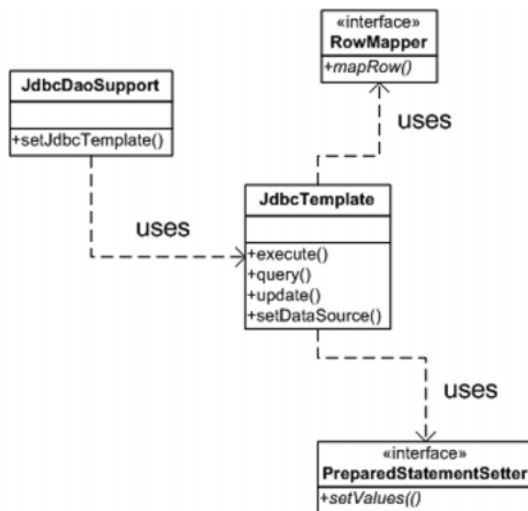 «interface»
RowMapper
+mapRow()
JdbcDaoSupport
+setJdbcTemplate()
uses
uses
JdbcTemplate
+execute()
+query()
+update()
+setDataSource()
uses
«interface»
PreparedStatementSetter
+setValues(()